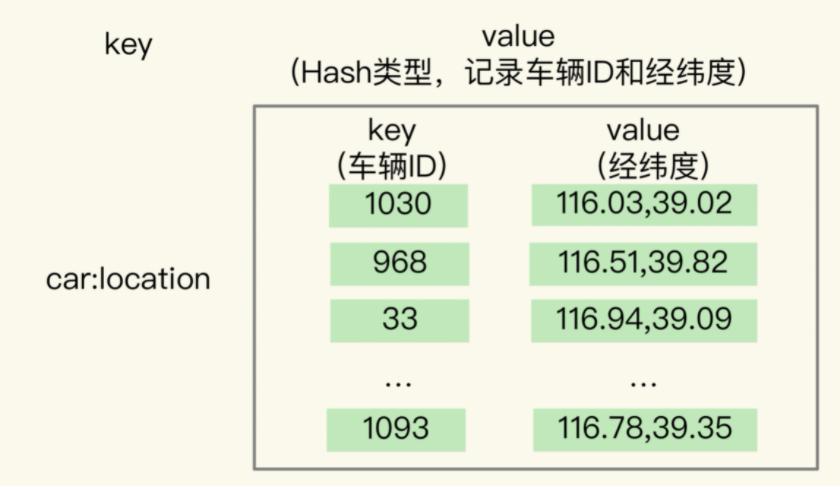 key
value
（Hash类型，记录车辆ID和经纬度）
key
value
（车辆ID）
（经纬度）
1030
116.03,39.02
968
116.51,39.82
car:location
33
116.94,39.09
...
...
1093
116.78,39.35